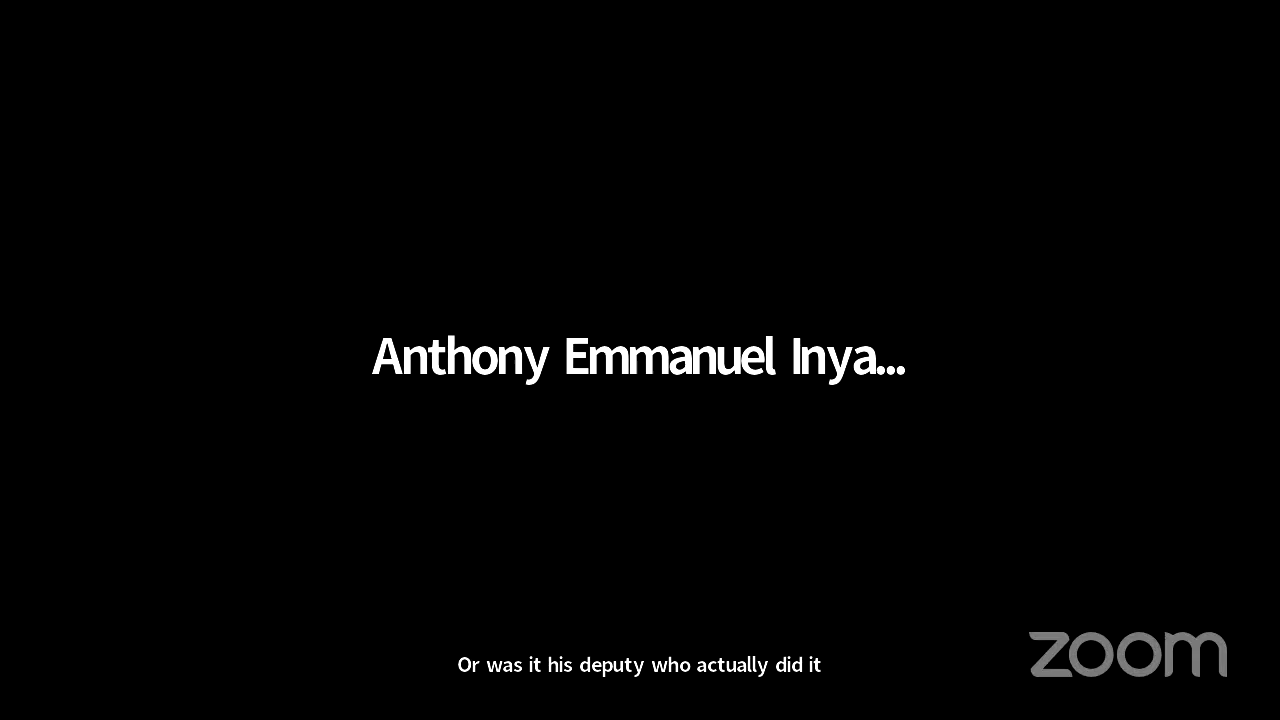 Anthony Emmanuel Inya...
Or was it his deputy who actually did it
zoom